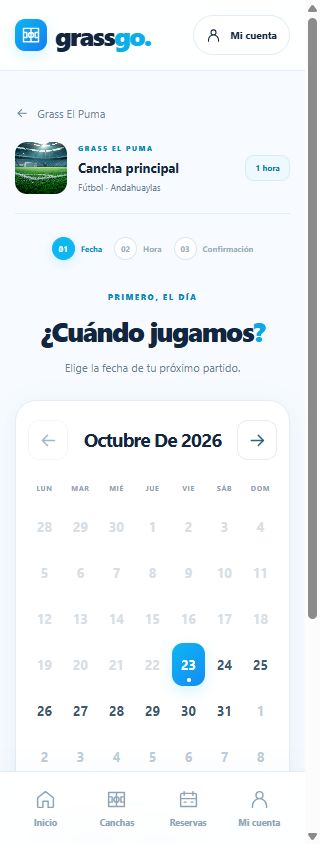 grassgo.
Mi cuenta
Grass El Puma
GRASS EL PUMA
Cancha principal
Fútbol · Andahuaylas
1 hora
01 Fecha 02 Hora 03 Confirmación
PRIMERO, EL DÍA
¿Cuándo jugamos?
Elige la fecha de tu próximo partido.
Octubre De 2026
LUN MAR MIÉ JUE VIE SÁB DOM
28 29 30 1 2 3 4
5 6 7 8 9 10 11
12 13 14 15 16 17 18
19 20 21 22 23 24 25
26 27 28 29 30 31 1
2 3 4 5 6 7 8
Inicio Canchas Reservas Mi cuenta